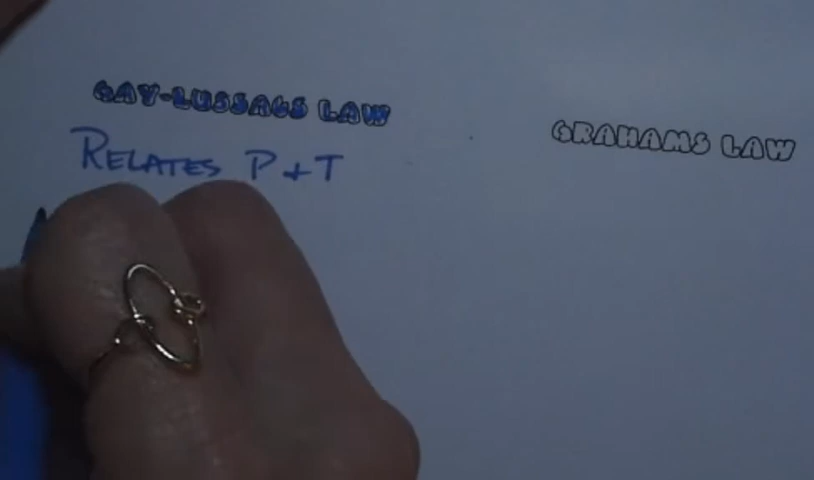 GAY-LUSSACS LAW
RELATES P + T
GRAHAMS LAW